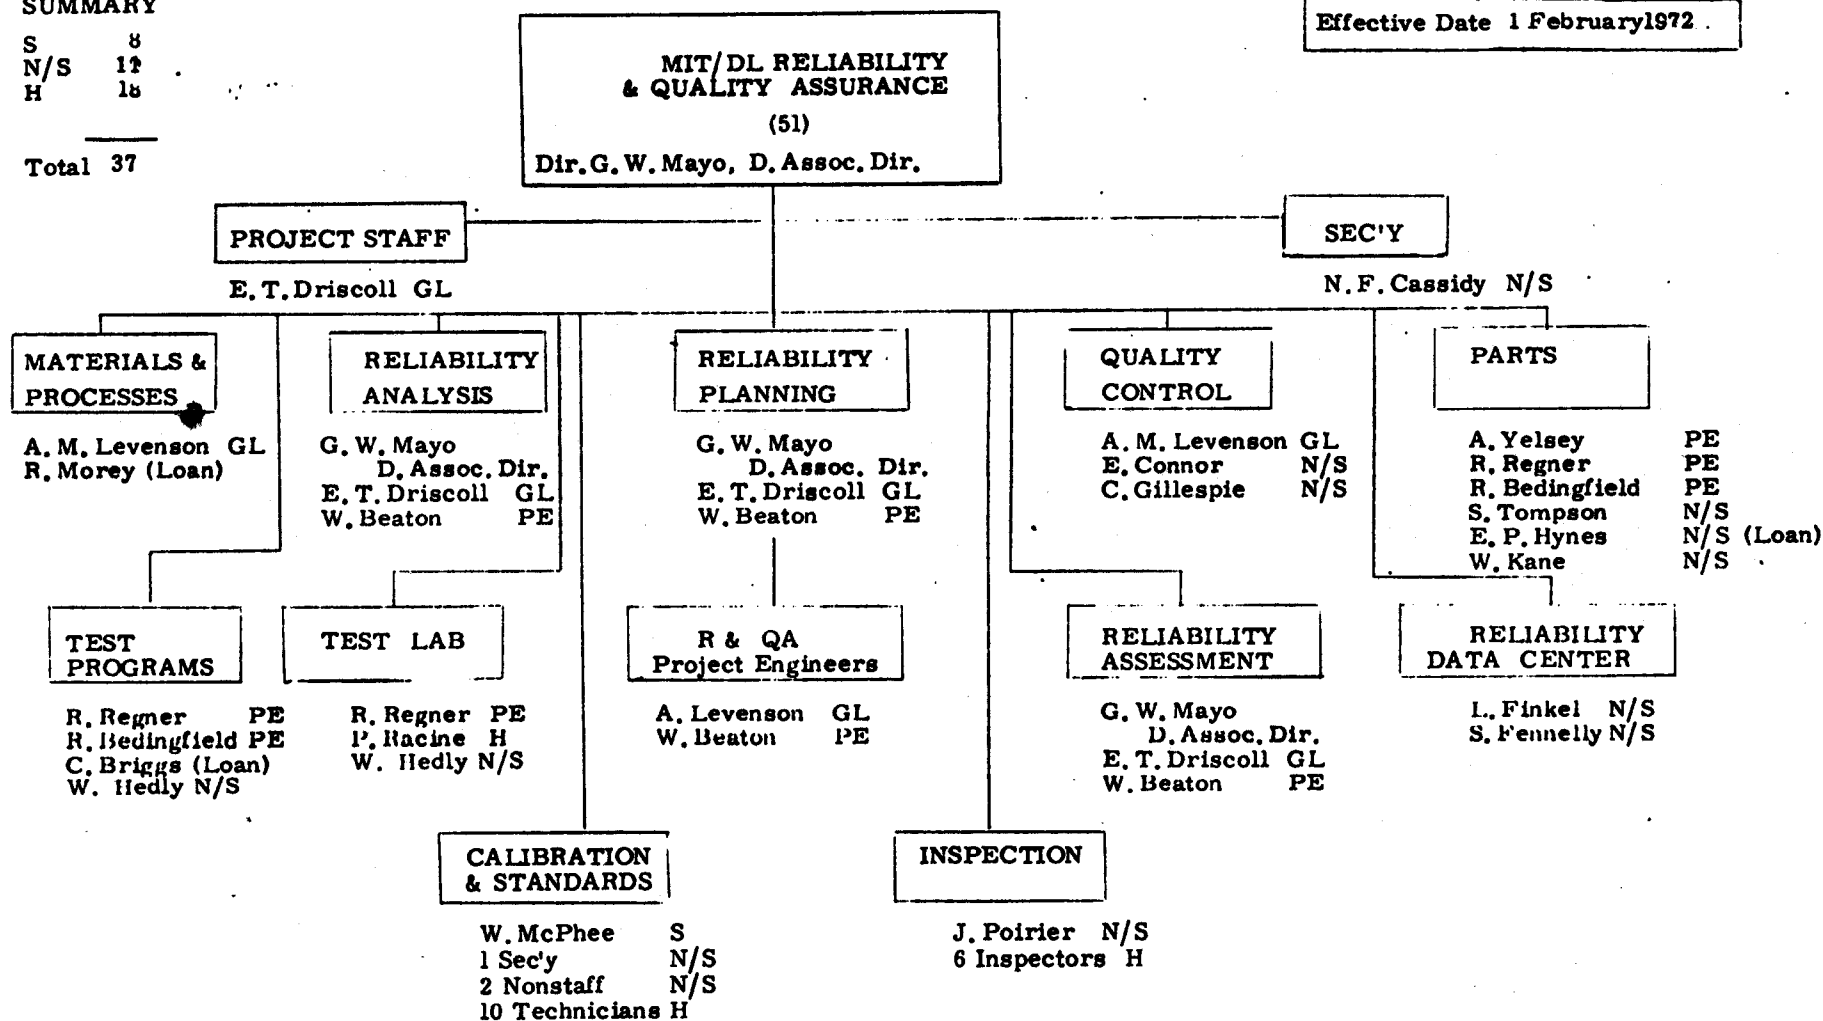 SUMMARY
S 8
N/S 11
H 18
Total 37
Effective Date 1 February1972.
MIT/DL RELIABILITY
& QUALITY ASSURANCE
(51)
Dir. G. W. Mayo, D. Assoc. Dir.
PROJECT STAFF
E. T. Driscoll GL
SEC'Y
N. F. Cassidy N/S
MATERIALS &
PROCESSES
A. M. Levenson GL
R. Morey (Loan)
RELIABILITY
ANALYSIS
G. W. Mayo
D. Assoc. Dir.
E. T. Driscoll GL
W. Beaton PE
RELIABILITY
PLANNING
G. W. Mayo
D. Assoc. Dir.
E. T. Driscoll GL
W. Beaton PE
QUALITY
CONTROL
A. M. Levenson GL
E. Connor N/S
C. Gillespie N/S
PARTS
A. Yelsey PE
R. Regner PE
R. Bedingfield PE
S. Tompson N/S
E. P. Hynes N/S (Loan)
W. Kane N/S
TEST
PROGRAMS
R. Regner PE
R. Bedingfield PE
C. Briggs (Loan)
W. Hedly N/S
TEST LAB
R. Regner PE
P. Racine H
W. Hedly N/S
R & QA
Project Engineers
A. Levenson GL
W. Beaton PE
RELIABILITY
ASSESSMENT
G. W. Mayo
D. Assoc. Dir.
E. T. Driscoll GL
W. Beaton PE
RELIABILITY
DATA CENTER
L. Finkel N/S
S. Fennelly N/S
CALIBRATION
& STANDARDS
W. McPhee S
1 Sec'y N/S
2 Nonstaff N/S
10 Technicians H
INSPECTION
J. Poirier N/S
6 Inspectors H